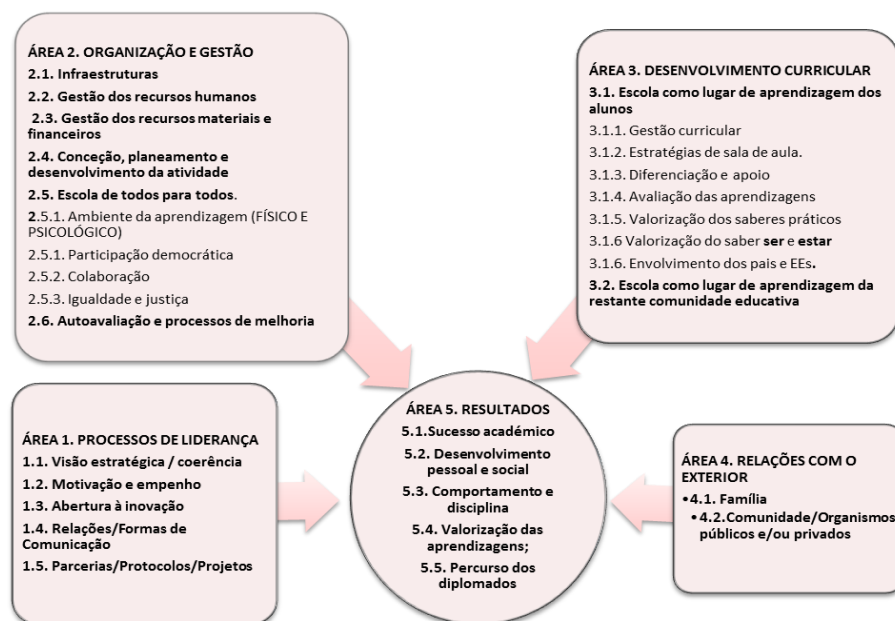 ÁREA 2. ORGANIZAÇÃO E GESTÃO
2.1. Infraestruturas
2.2. Gestão dos recursos humanos
2.3. Gestão dos recursos materiais e
financeiros
2.4. Conceção, planeamento e
desenvolvimento da atividade
2.5. Escola de todos para todos.
2.5.1. Ambiente da aprendizagem (FÍSICO E
PSICOLÓGICO)
2.5.1. Participação democrática
2.5.2. Colaboração
2.5.3. Igualdade e justiça
2.6. Autoavaliação e processos de melhoria
ÁREA 3. DESENVOLVIMENTO CURRICULAR
3.1. Escola como lugar de aprendizagem dos
alunos
3.1.1. Gestão curricular
3.1.2. Estratégias de sala de aula.
3.1.3. Diferenciação e apoio
3.1.4. Avaliação das aprendizagens
3.1.5. Valorização dos saberes práticos
3.1.6 Valorização do saber ser e estar
3.1.6. Envolvimento dos pais e EEs.
3.2. Escola como lugar de aprendizagem da
restante comunidade educativa
ÁREA 1. PROCESSOS DE LIDERANÇA
1.1. Visão estratégica / coerência
1.2. Motivação e empenho
1.3. Abertura à inovação
1.4. Relações/Formas de
Comunicação
1.5. Parcerias/Protocolos/Projetos
ÁREA 5. RESULTADOS
5.1.Sucesso académico
5.2. Desenvolvimento
pessoal e social
5.3. Comportamento e
disciplina
5.4. Valorização das
aprendizagens;
5.5. Percurso dos
diplomados
ÁREA 4. RELAÇÕES COM O
EXTERIOR
•4.1. Família
•4.2.Comunidade/Organismos
públicos e/ou privados